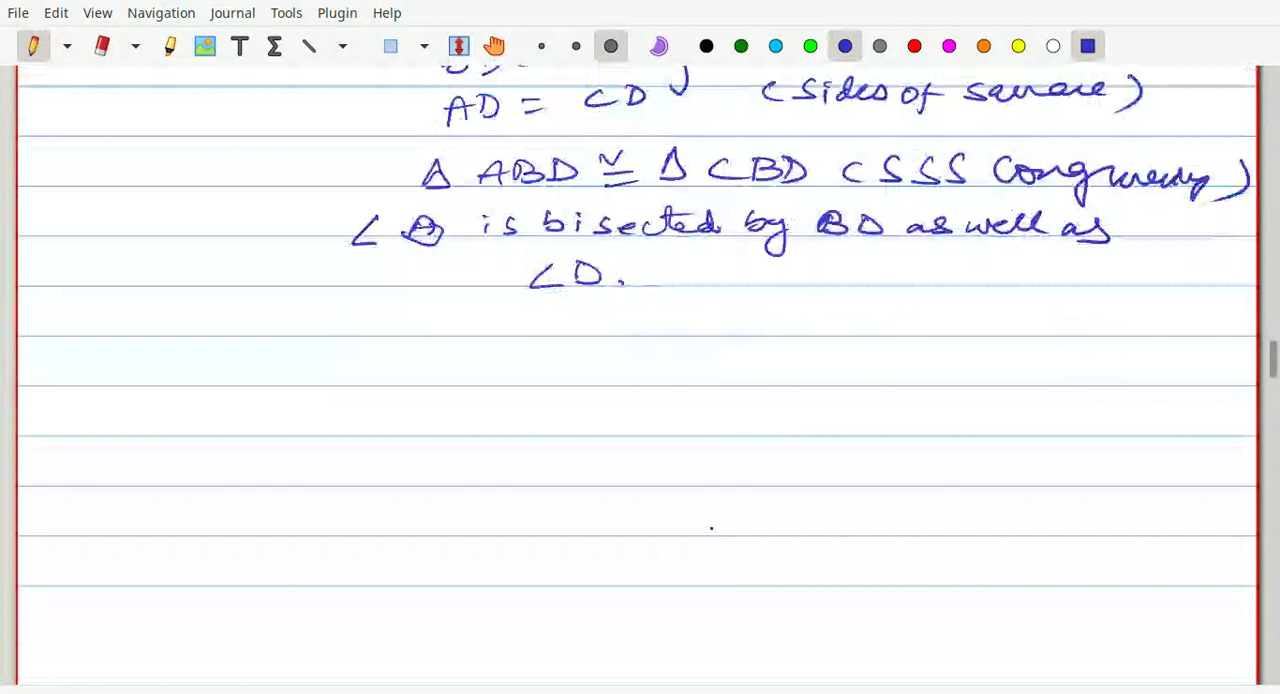 File Edit View Navigation Journal Tools Plugin Help
AD = CD (sides of square)
Δ ABD ≅ Δ CBD (SSS Congruency)
∠ B is bisected by BD as well as
∠D.